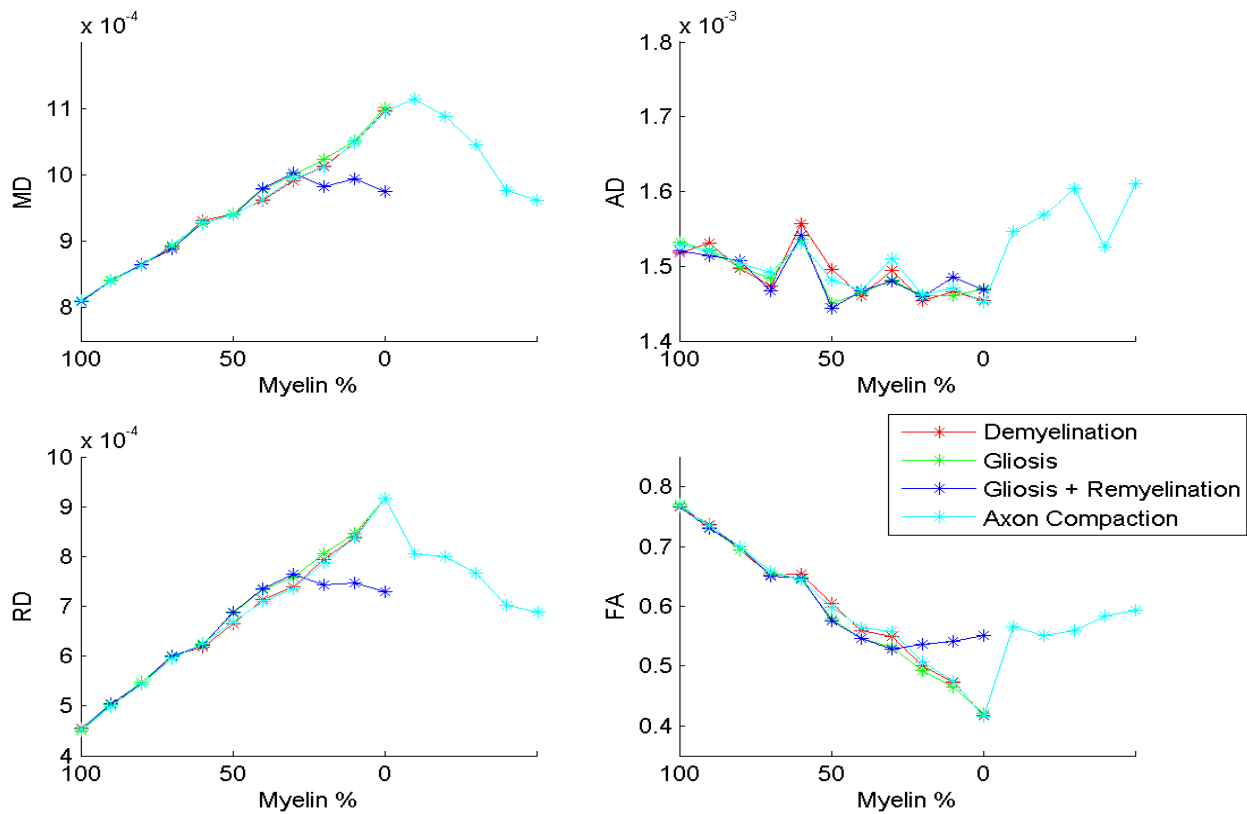 x 10-4
11
10
9
8
MD
100
50
0
Myelin %
x 10-3
1.8
1.7
1.6
1.5
1.4
AD
100
50
0
Myelin %
x 10-4
10
9
8
7
6
5
4
RD
100
50
0
Myelin %
Demyelination
Gliosis
Gliosis + Remyelination
Axon Compaction
0.8
0.7
0.6
0.5
0.4
FA
100
50
0
Myelin %